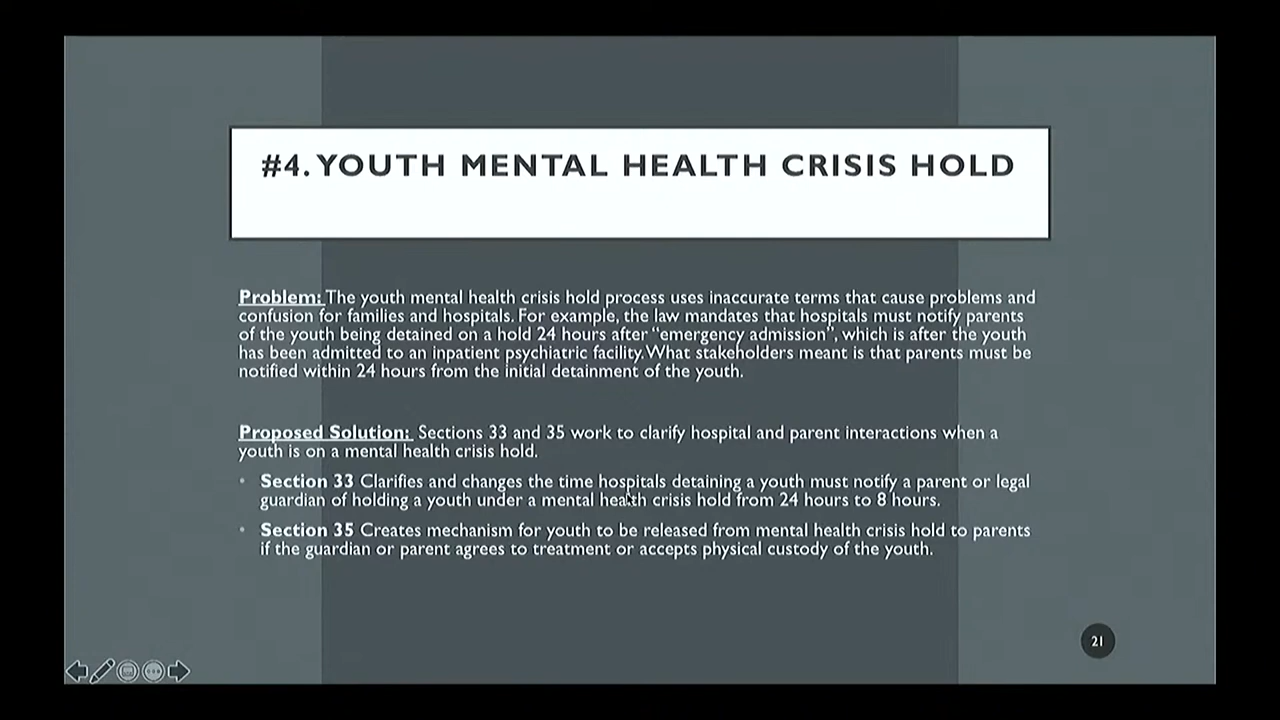 #4. YOUTH MENTAL HEALTH CRISIS HOLD
Problem: The youth mental health crisis hold process uses inaccurate terms that cause problems and
confusion for families and hospitals. For example, the law mandates that hospitals must notify parents
of the youth being detained on a hold 24 hours after “emergency admission”, which is after the youth
has been admitted to an inpatient psychiatric facility. What stakeholders meant is that parents must be
notified within 24 hours from the initial detainment of the youth.
Proposed Solution: Sections 33 and 35 work to clarify hospital and parent interactions when a
youth is on a mental health crisis hold.
• Section 33 Clarifies and changes the time hospitals detaining a youth must notify a parent or legal
guardian of holding a youth under a mental health crisis hold from 24 hours to 8 hours.
• Section 35 Creates mechanism for youth to be released from mental health crisis hold to parents
if the guardian or parent agrees to treatment or accepts physical custody of the youth.
21